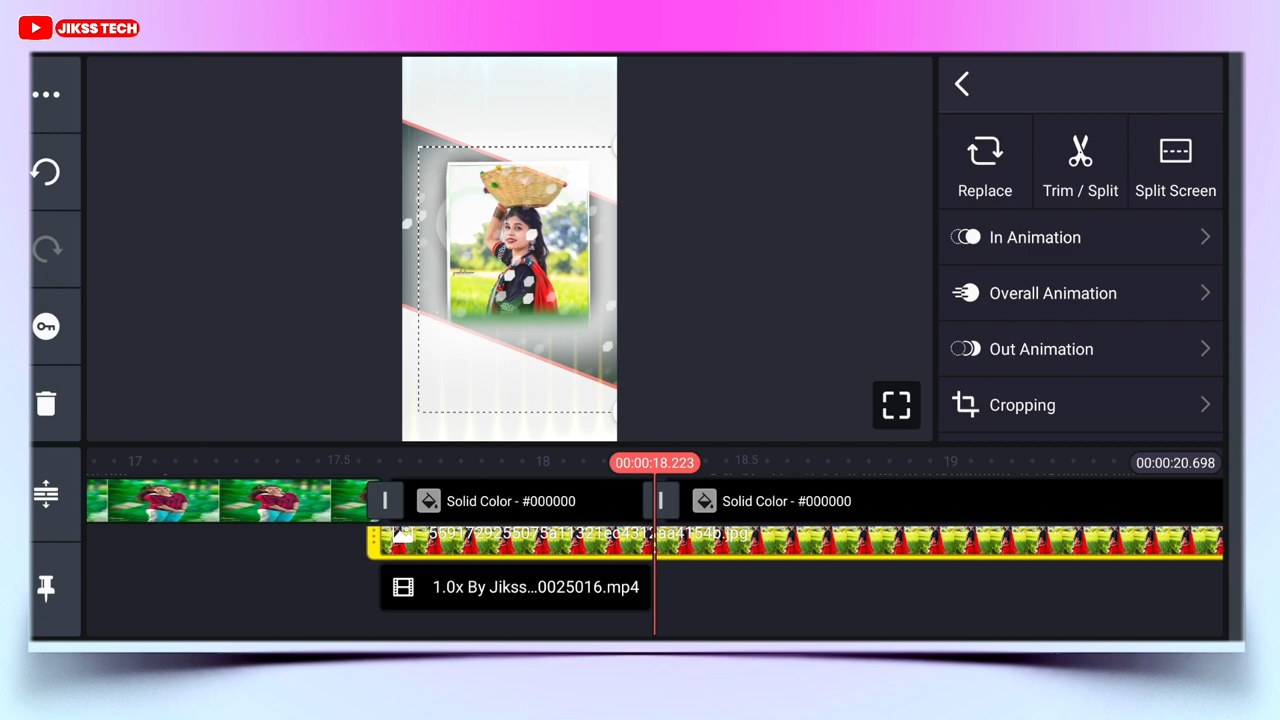 JIKSS TECH
Replace
Trim / Split
Split Screen
In Animation
Overall Animation
Out Animation
Cropping
17
17.5
18
00:00:18.223
18.5
19
00:00:20.698
Solid Color - #000000
Solid Color - #000000
1.0x By Jikss...0025016.mp4